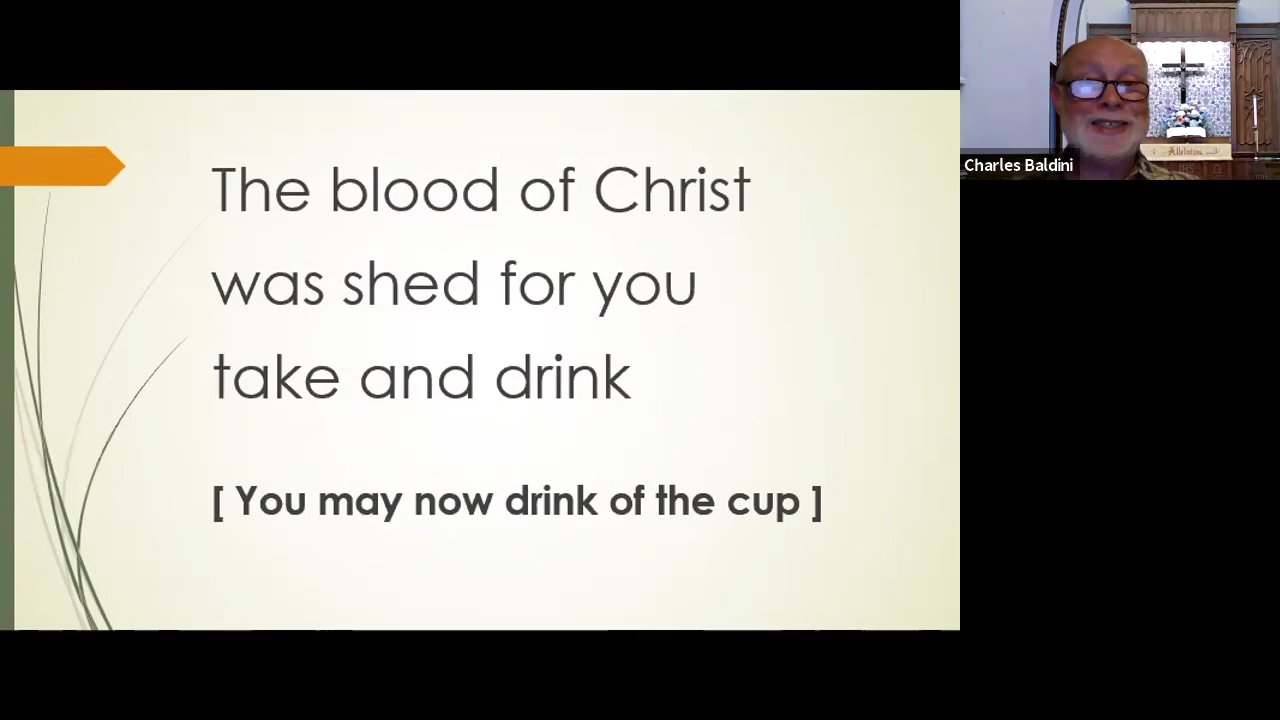 The blood of Christ
was shed for you
take and drink
[ You may now drink of the cup ]
Charles Baldini
Alleluia